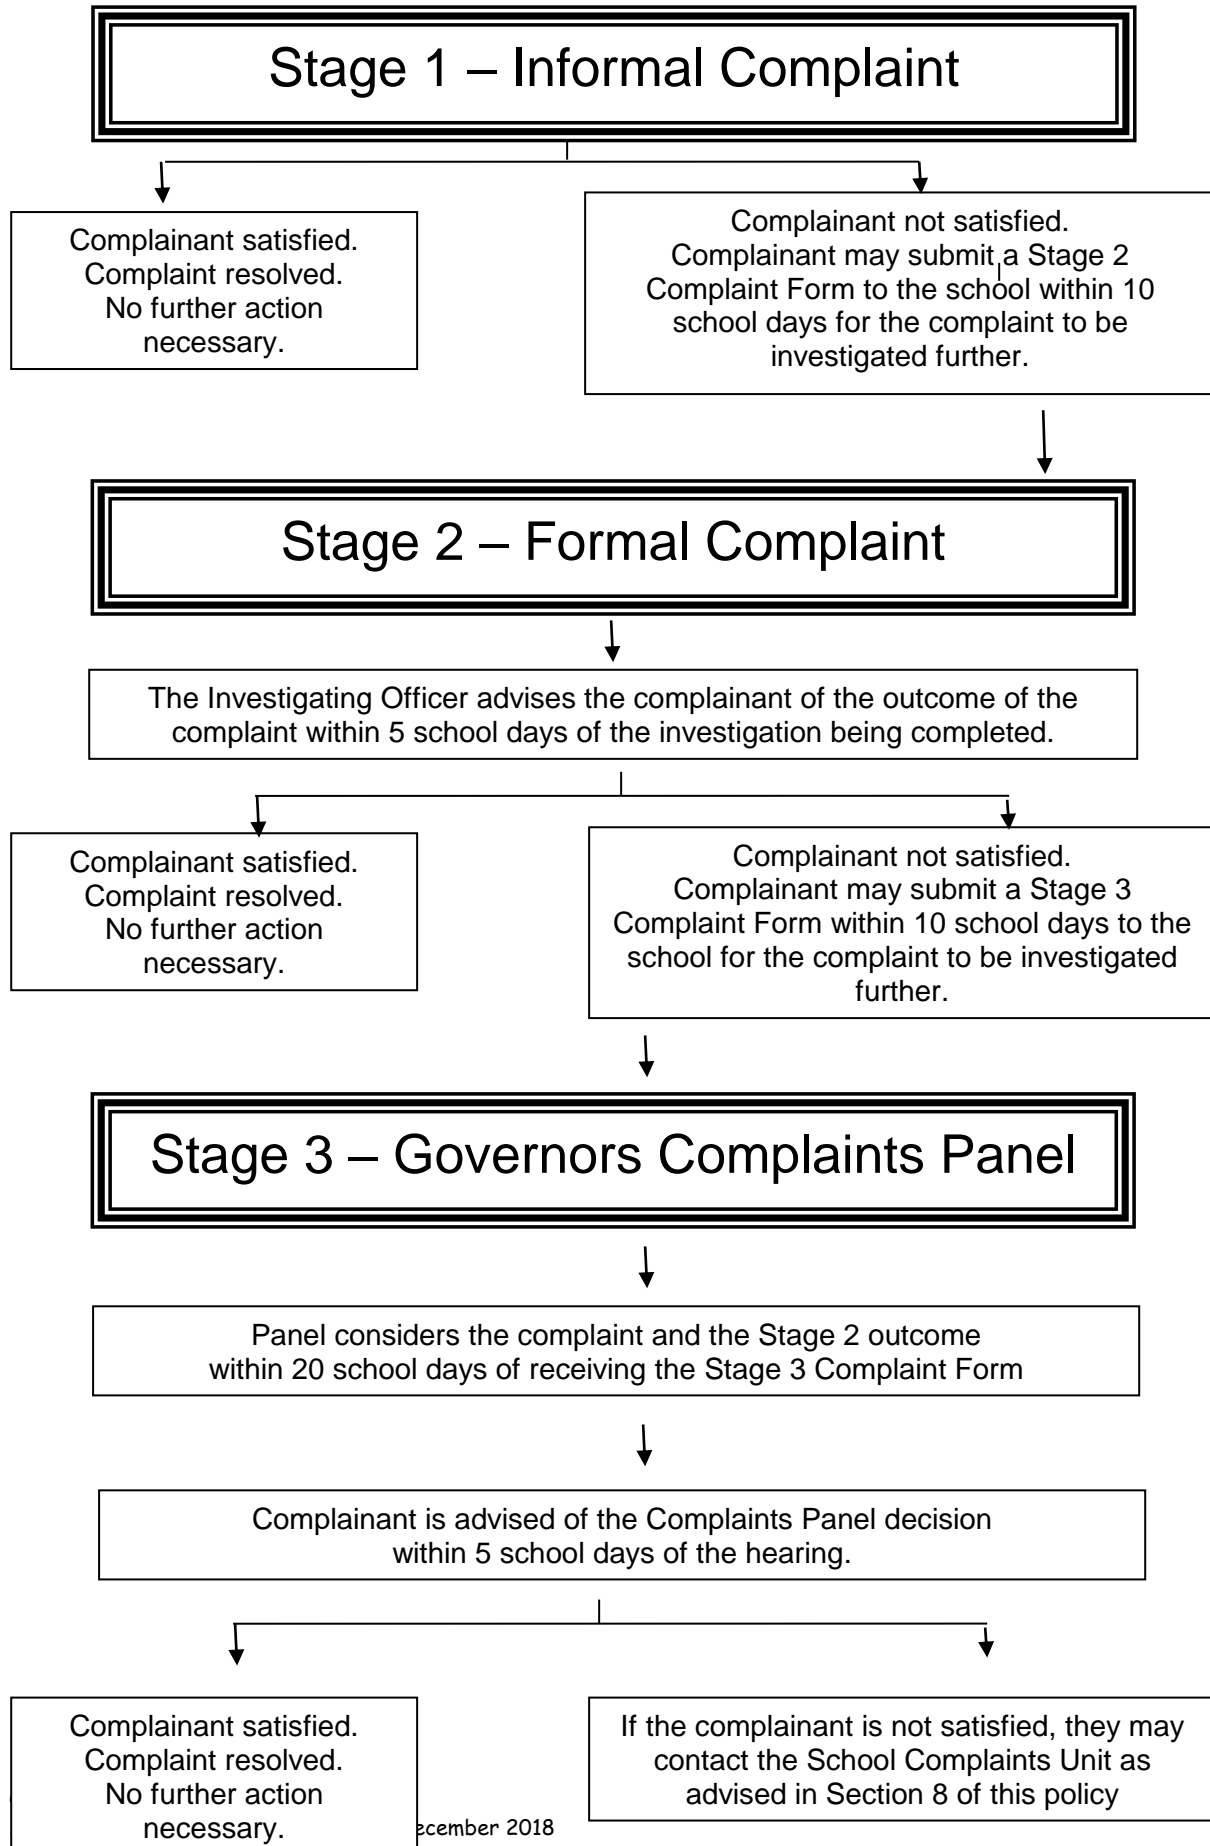 Stage 1 – Informal Complaint
Complainant satisfied.
Complaint resolved.
No further action
necessary.
Complainant not satisfied.
Complainant may submit a Stage 2
Complaint Form to the school within 10
school days for the complaint to be
investigated further.
Stage 2 – Formal Complaint
The Investigating Officer advises the complainant of the outcome of the
complaint within 5 school days of the investigation being completed.
Complainant satisfied.
Complaint resolved.
No further action
necessary.
Complainant not satisfied.
Complainant may submit a Stage 3
Complaint Form within 10 school days to the
school for the complaint to be investigated
further.
Stage 3 – Governors Complaints Panel
Panel considers the complaint and the Stage 2 outcome
within 20 school days of receiving the Stage 3 Complaint Form
Complainant is advised of the Complaints Panel decision
within 5 school days of the hearing.
Complainant satisfied.
Complaint resolved.
No further action
necessary.
If the complainant is not satisfied, they may
contact the School Complaints Unit as
advised in Section 8 of this policy
ecember 2018